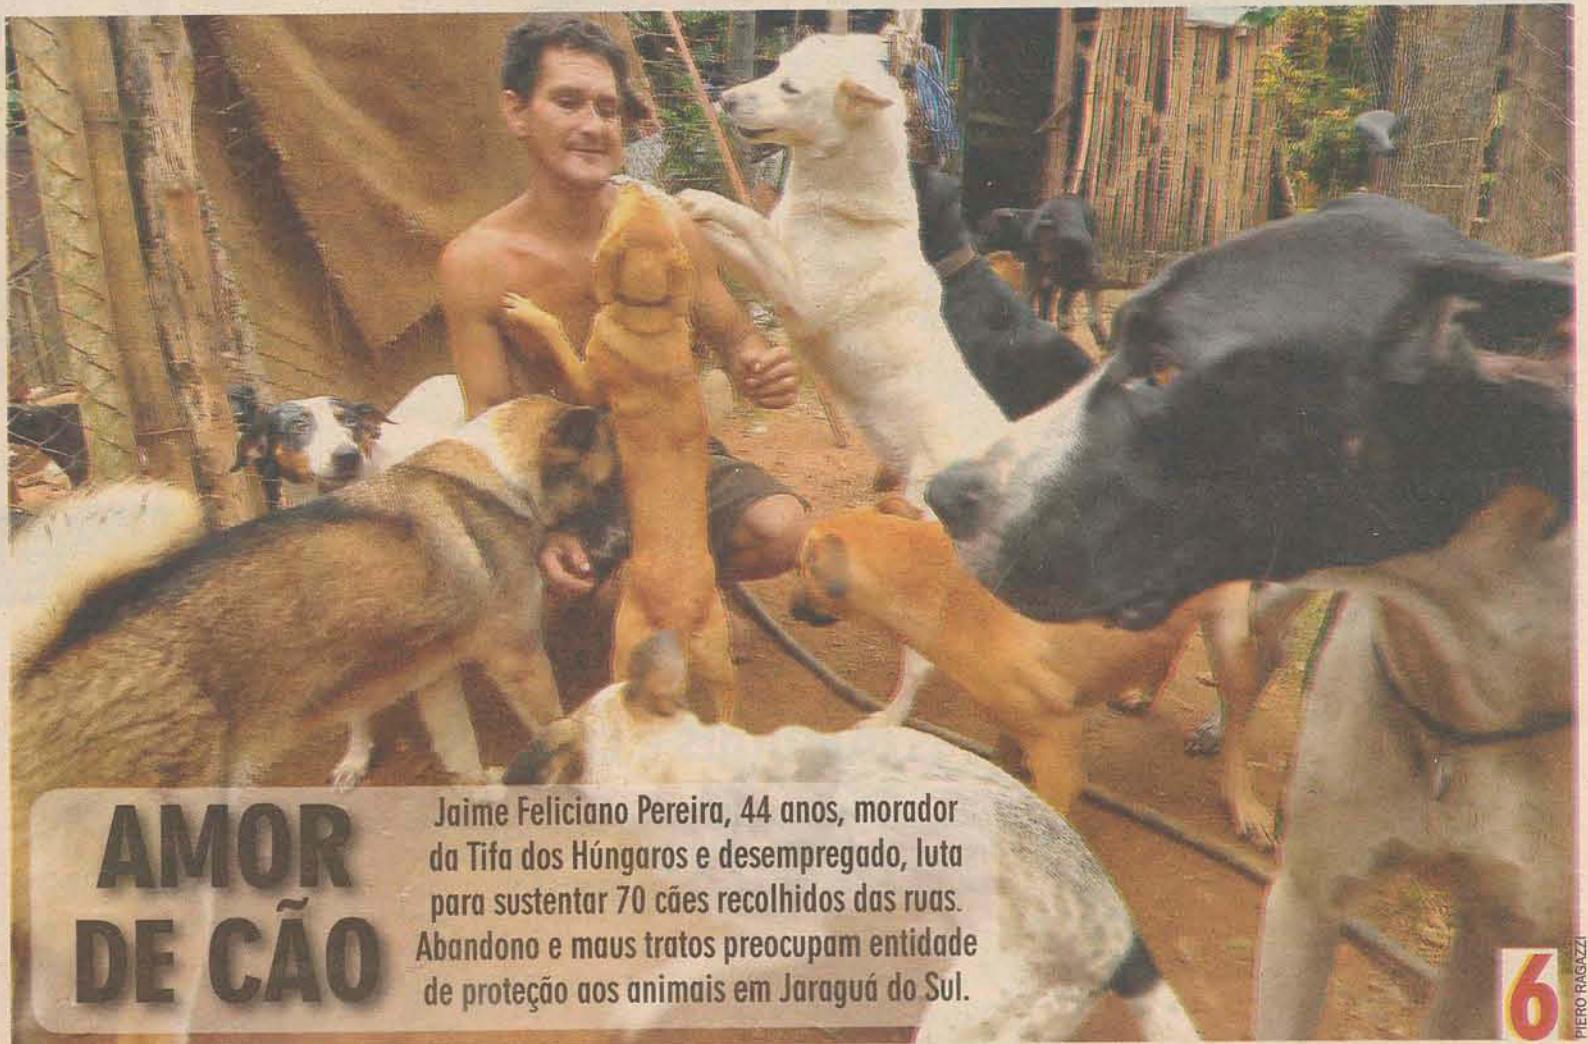 AMOR
DE CÃO
Jaime Feliciano Pereira, 44 anos, morador
da Tifa dos Húngaros e desempregado, luta
para sustentar 70 cães recolhidos das ruas.
Abandono e maus tratos preocupam entidade
de proteção aos animais em Jaraguá do Sul.
6
PIERO RAGAZZI